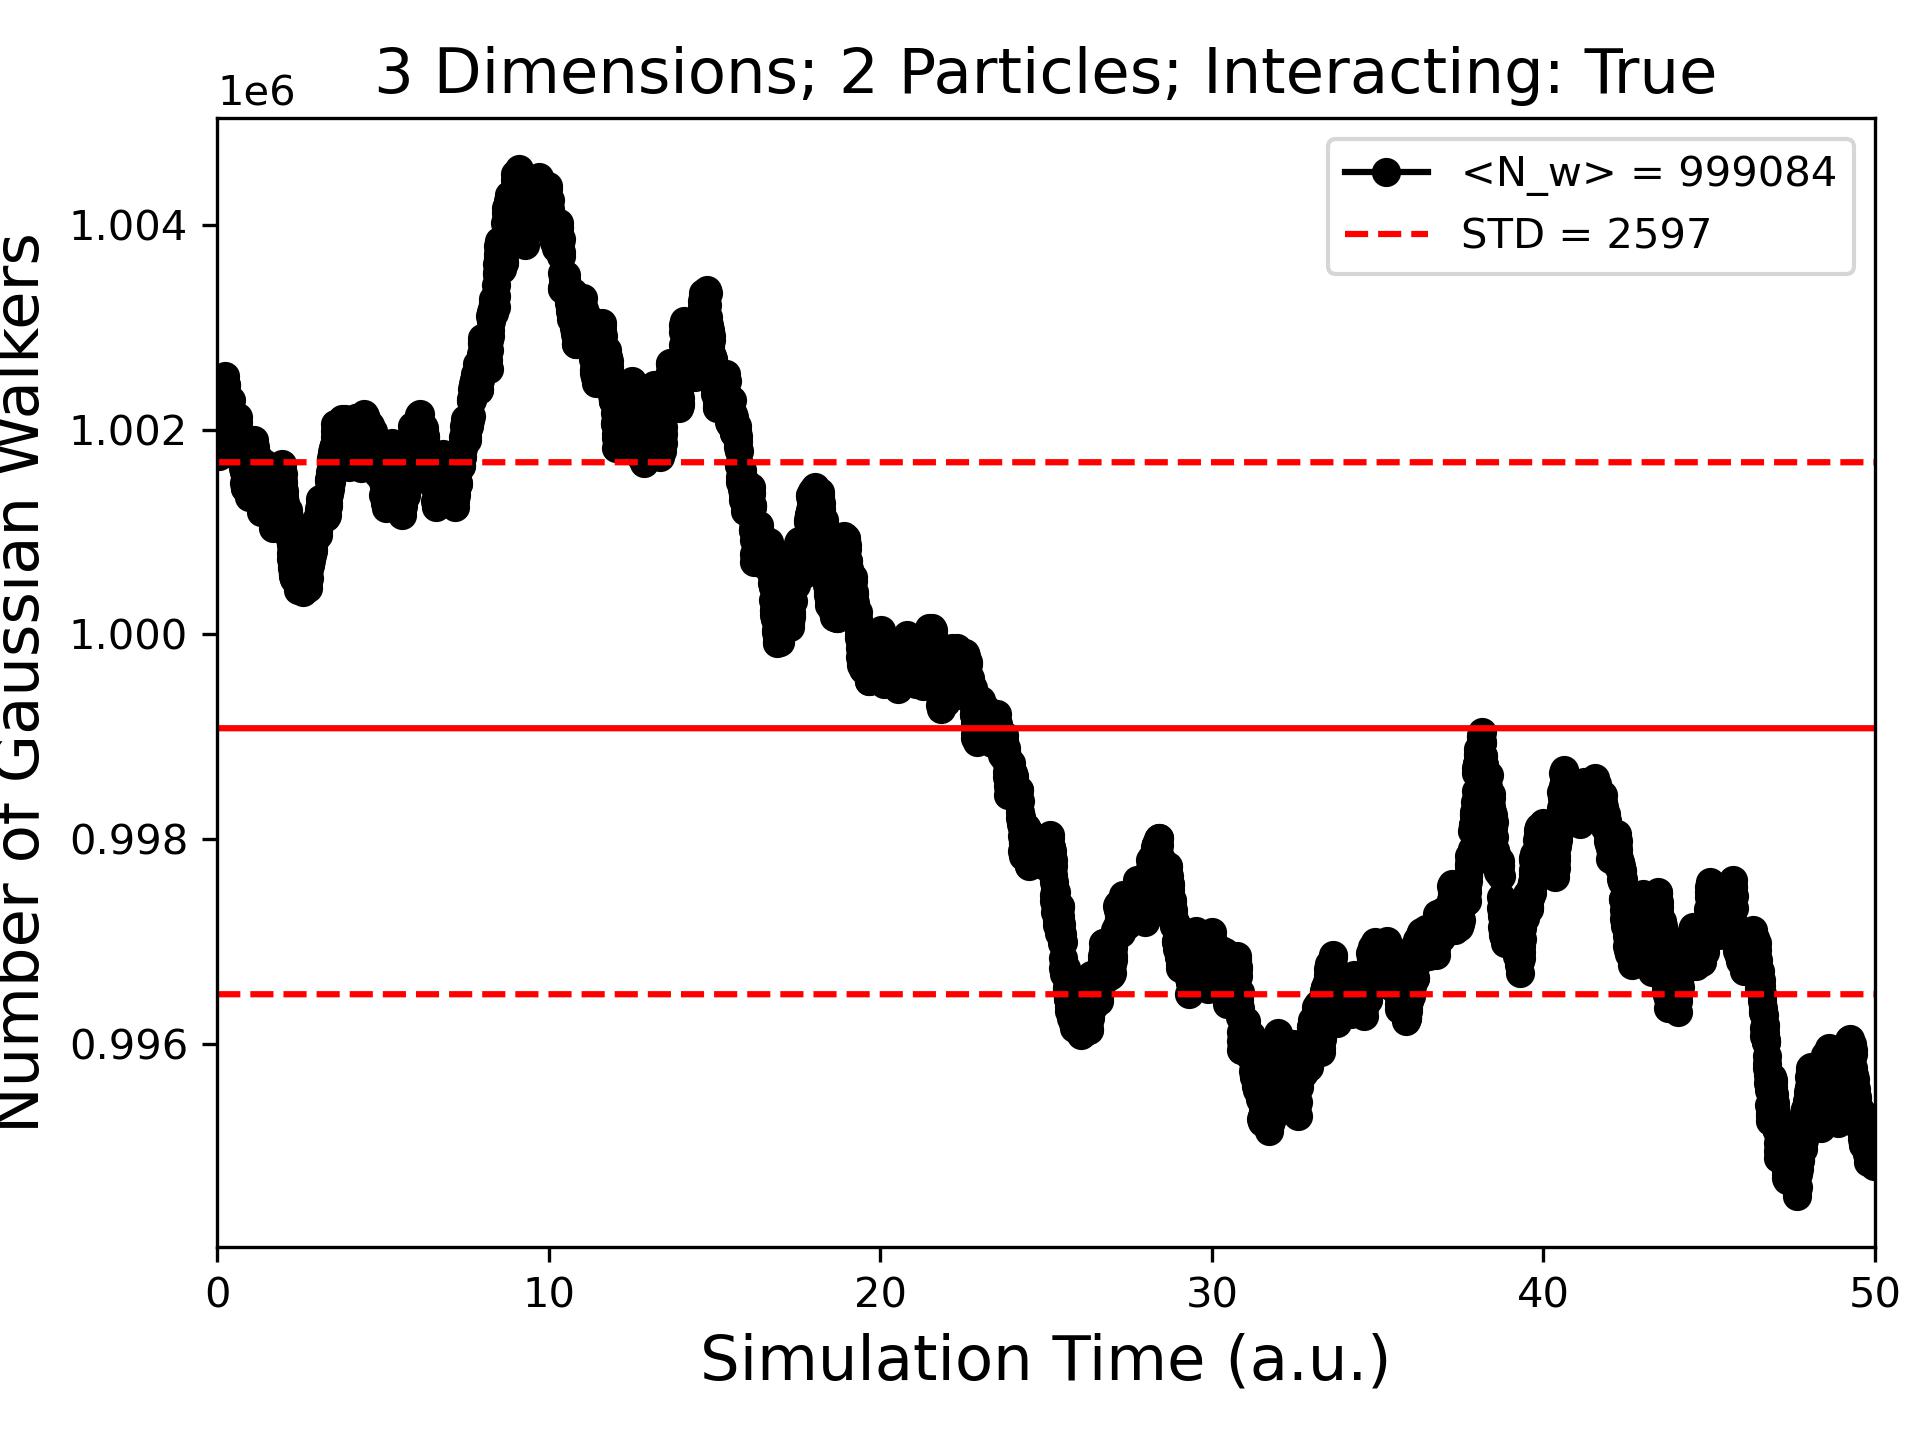 3 Dimensions; 2 Particles; Interacting: True
1e6
<N_w> = 999084
STD = 2597
Number of Gaussian Walkers
1.004
1.002
1.000
0.998
0.996
0
10
20
30
40
50
Simulation Time (a.u.)